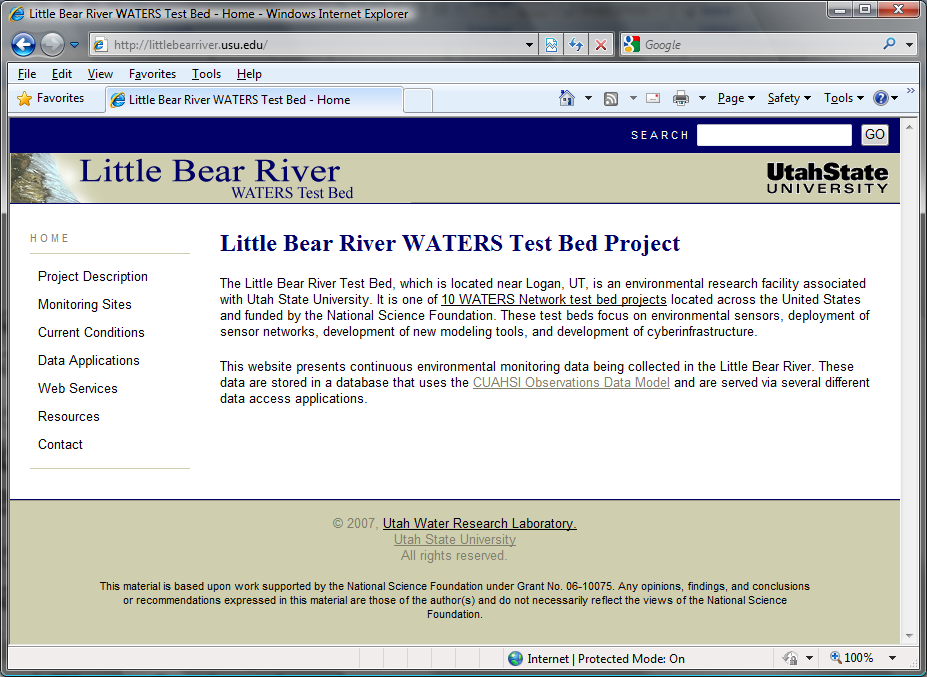 Little Bear River WATERS Test Bed - Home - Windows Internet Explorer
http://littlebearriver.usu.edu/
Google
File Edit View Favorites Tools Help
Favorites
Little Bear River WATERS Test Bed - Home
Page Safety Tools
SEARCH GO
Little Bear River
WATERS Test Bed
UtahState
UNIVERSITY
HOME
Project Description
Monitoring Sites
Current Conditions
Data Applications
Web Services
Resources
Contact
Little Bear River WATERS Test Bed Project
The Little Bear River Test Bed, which is located near Logan, UT, is an environmental research facility associated
with Utah State University. It is one of 10 WATERS Network test bed projects located across the United States
and funded by the National Science Foundation. These test beds focus on environmental sensors, deployment of
sensor networks, development of new modeling tools, and development of cyberinfrastructure.
This website presents continuous environmental monitoring data being collected in the Little Bear River. These
data are stored in a database that uses the CUAHSI Observations Data Model and are served via several different
data access applications.
© 2007, Utah Water Research Laboratory.
Utah State University
All rights reserved.
This material is based upon work supported by the National Science Foundation under Grant No. 06-10075. Any opinions, findings, and conclusions
or recommendations expressed in this material are those of the author(s) and do not necessarily reflect the views of the National Science
Foundation.
Internet | Protected Mode: On
100%